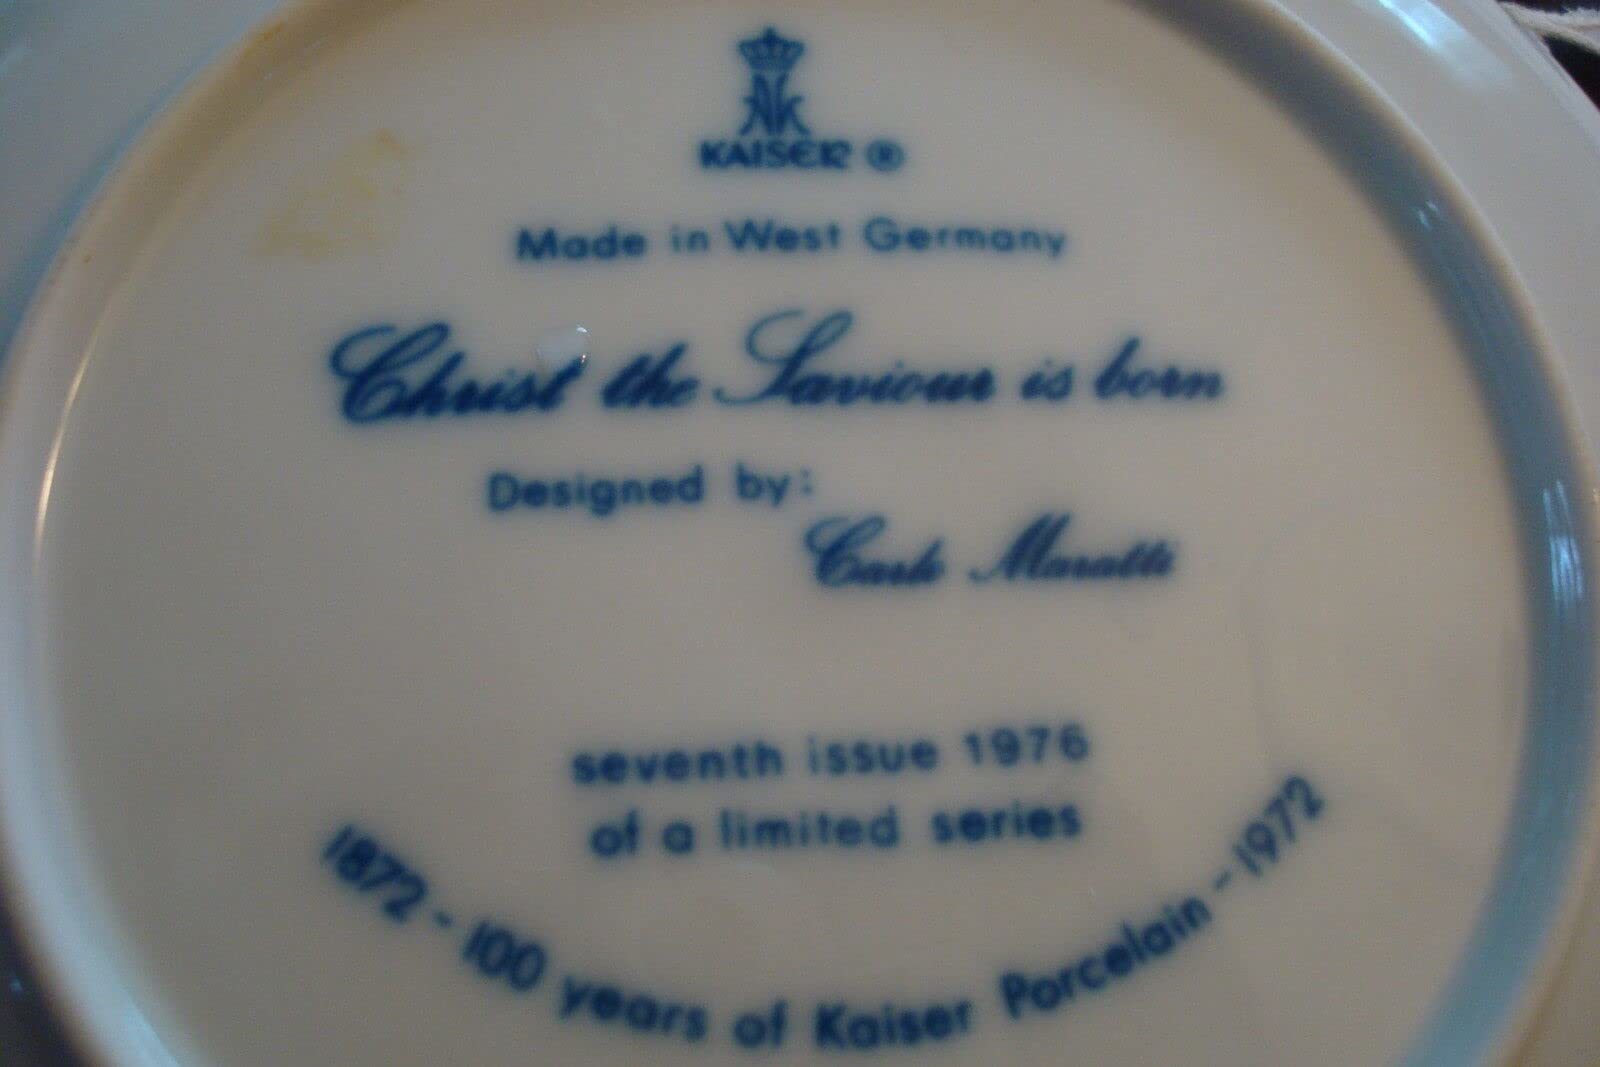 AK
KAISER ®
Made in West Germany
Christ the Saviour is born
Designed by:
Carlo Maratti
seventh issue 1976
of a limited series
1872 - 100 years of Kaiser Porcelain - 1972